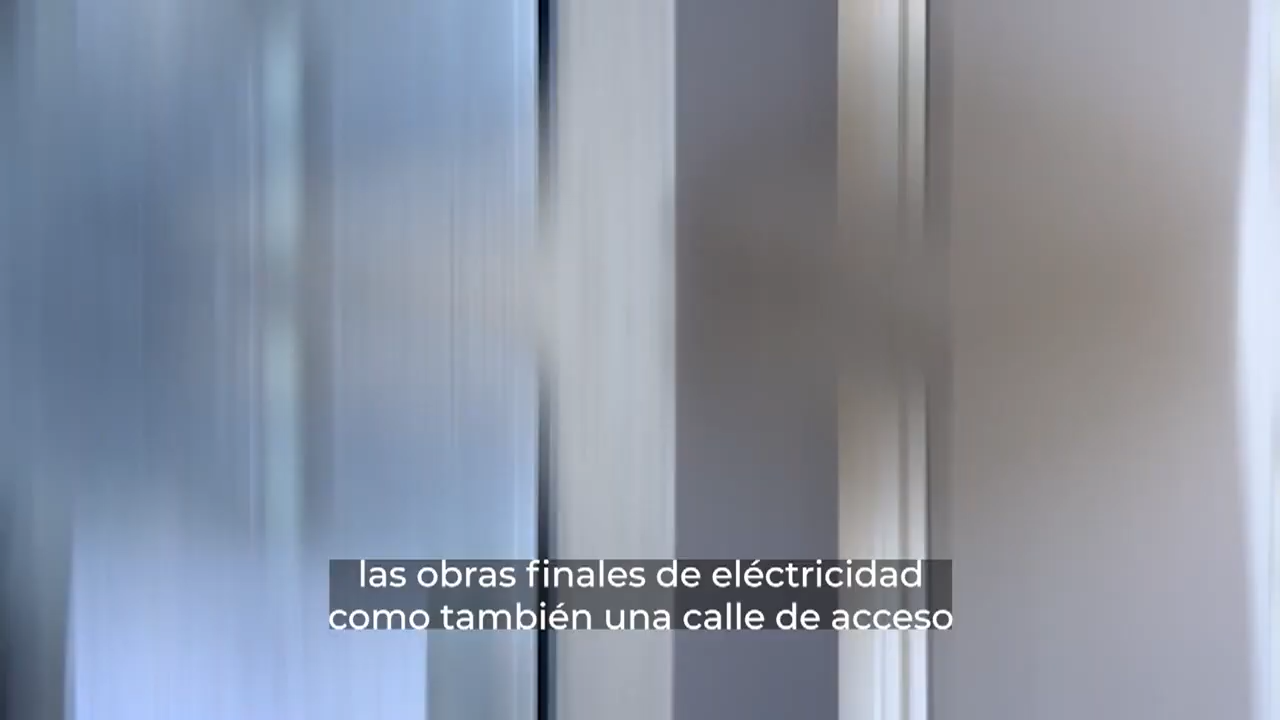 las obras finales de eléctricidad
como también una calle de acceso